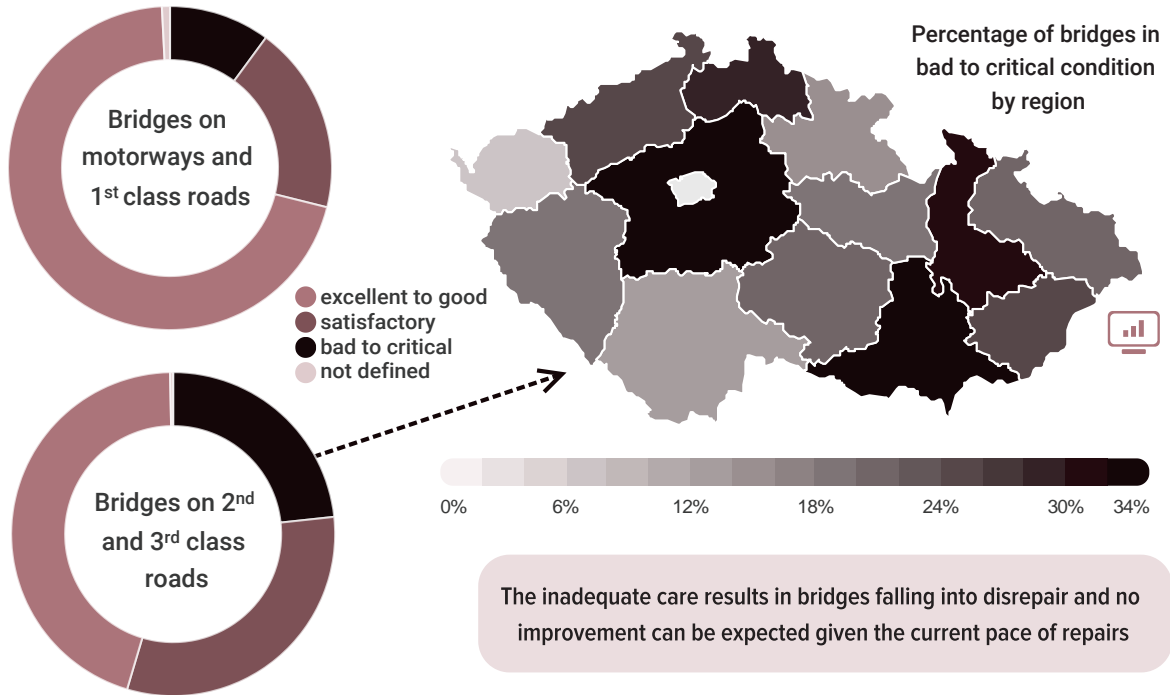 Bridges on
motorways and
1st class roads
Percentage of bridges in
bad to critical condition
by region
excellent to good
satisfactory
bad to critical
not defined
Bridges on 2nd
and 3rd class
roads
0% 6% 12% 18% 24% 30% 34%
The inadequate care results in bridges falling into disrepair and no
improvement can be expected given the current pace of repairs